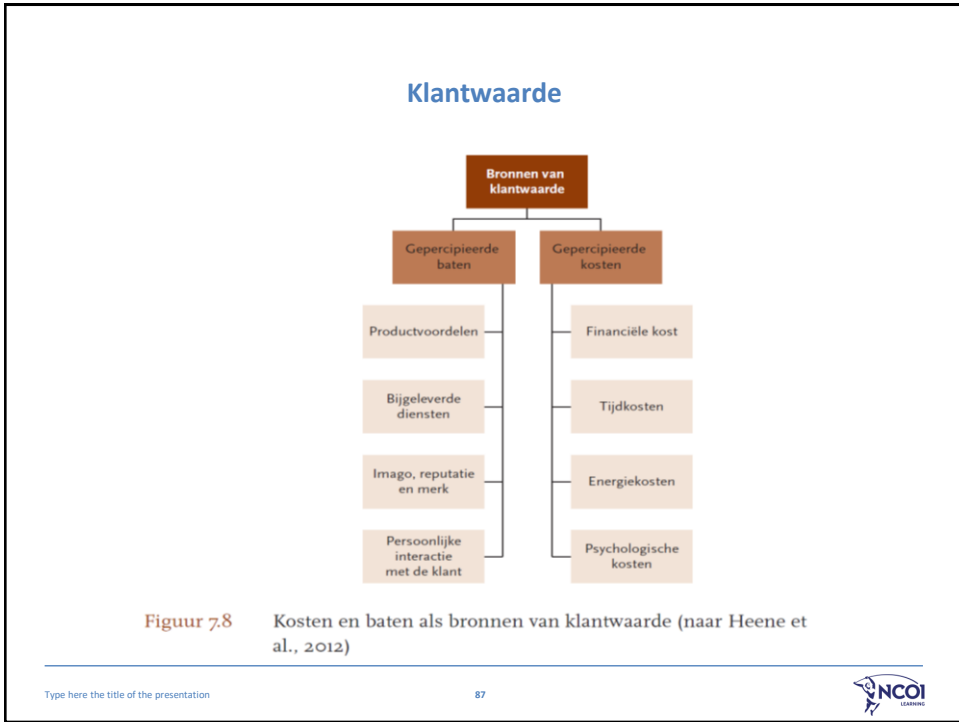 Klantwaarde
Bronnen van
klantwaarde
Gepercipieerde
baten
Gepercipieerde
kosten
Productvoordelen
Financiële kost
Bijgeleverde
diensten
Tijdkosten
Imago, reputatie
en merk
Energiekosten
Persoonlijke
interactie
met de klant
Psychologische
kosten
Figuur 7.8 Kosten en baten als bronnen van klantwaarde (naar Heene et
al., 2012)
Type here the title of the presentation
87
NCOI
LEARNING